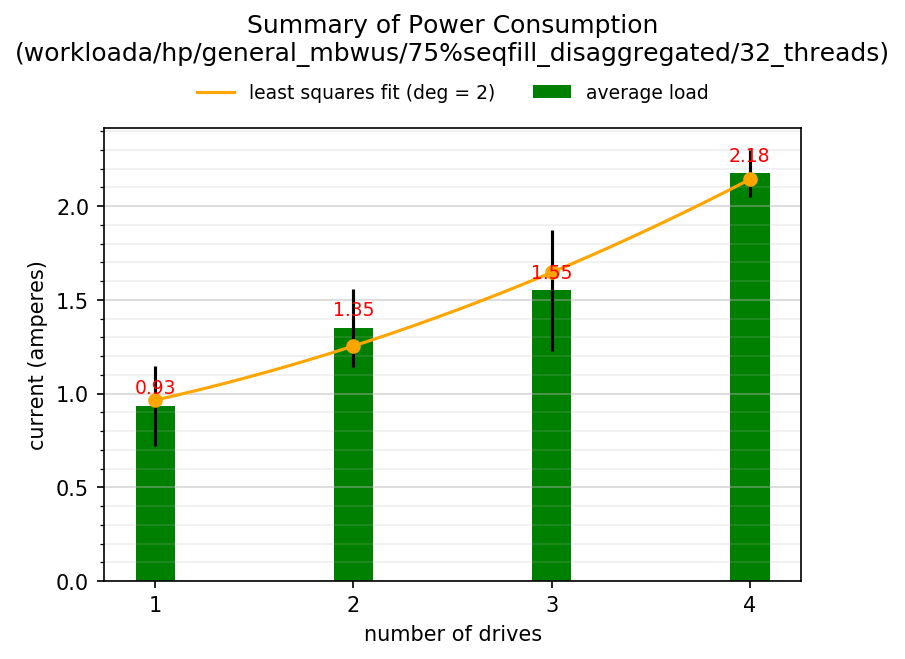 Summary of Power Consumption
(workloada/hp/general_mbwus/75%seqfill_disaggregated/32_threads)
least squares fit (deg = 2)
average load
2.18
2.0
1.55
1.5
1.35
current (amperes)
1.0
0.93
0.5
0.0
1
2
3
4
number of drives